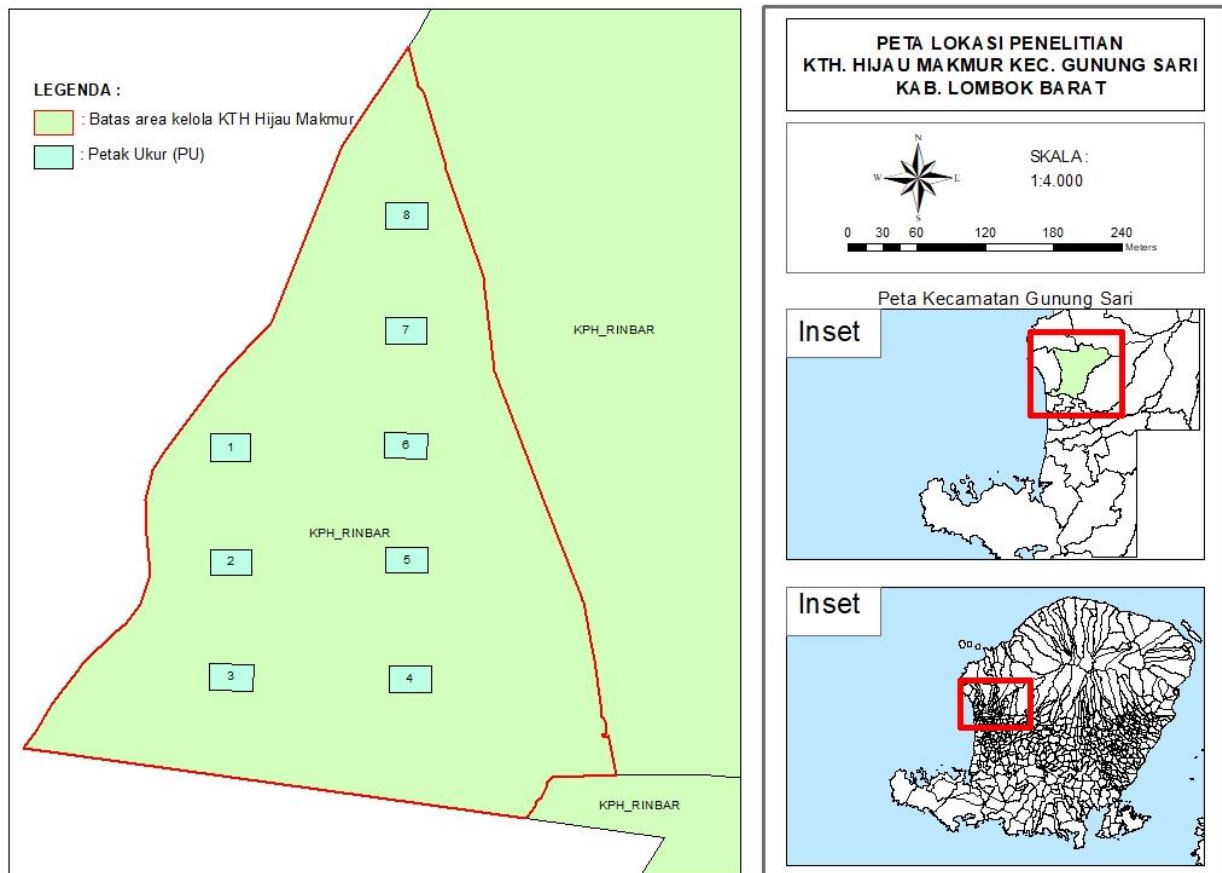 LEGENDA :
: Batas area kelola KTH Hijau Makmur
: Petak Ukur (PU)
8
7
KPH_RINBAR
1
6
KPH_RINBAR
2
5
3
4
KPH_RINBAR
PETA LOKASI PENELITIAN
KTH. HIJAU MAKMUR KEC. GUNUNG SARI
KAB. LOMBOK BARAT
N
W
E
S
SKALA :
1:4.000
0 30 60 120 180 240
Meters
Peta Kecamatan Gunung Sari
Inset
Inset